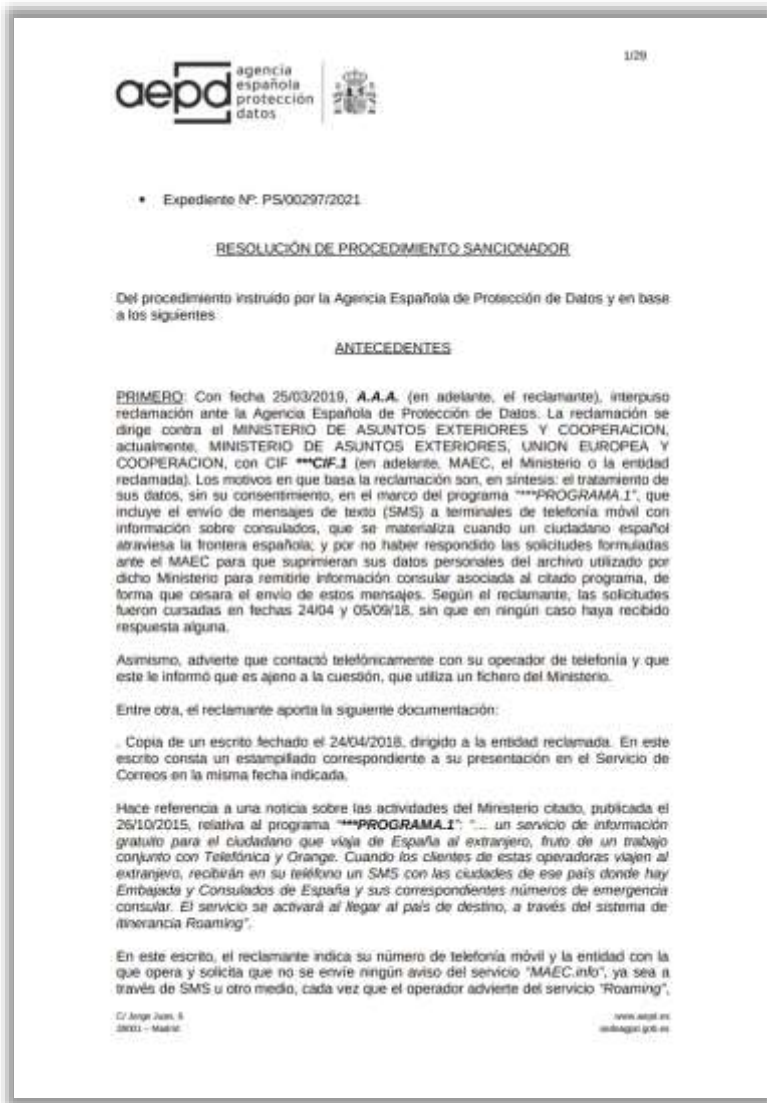 1/29
aepd
agencia
española
protección
datos
• Expediente Nº: PS/00297/2021
RESOLUCIÓN DE PROCEDIMIENTO SANCIONADOR
Del procedimiento instruido por la Agencia Española de Protección de Datos y en base
a los siguientes
ANTECEDENTES
PRIMERO: Con fecha 25/03/2019, A.A.A. (en adelante, el reclamante), interpuso
reclamación ante la Agencia Española de Protección de Datos. La reclamación se
dirige contra el MINISTERIO DE ASUNTOS EXTERIORES Y COOPERACION,
actualmente, MINISTERIO DE ASUNTOS EXTERIORES, UNION EUROPEA Y
COOPERACION, con CIF ***CIF.1 (en adelante, MAEC, el Ministerio o la entidad
reclamada). Los motivos en que basa la reclamación son, en síntesis: el tratamiento de
sus datos, sin su consentimiento, en el marco del programa "***PROGRAMA.1", que
incluye el envío de mensajes de texto (SMS) a terminales de telefonía móvil con
información sobre consulados, que se materializa cuando un ciudadano español
atraviesa la frontera española; y por no haber respondido las solicitudes formuladas
ante el MAEC para que suprimieran sus datos personales del archivo utilizado por
dicho Ministerio para remitirle información consular asociada al citado programa, de
forma que cesara el envío de estos mensajes. Según el reclamante, las solicitudes
fueron cursadas en fechas 24/04 y 05/09/18, sin que en ningún caso haya recibido
respuesta alguna.
Asimismo, advierte que contactó telefónicamente con su operador de telefonía y que
este le informó que es ajeno a la cuestión, que utiliza un fichero del Ministerio.
Entre otra, el reclamante aporta la siguiente documentación:
. Copia de un escrito fechado el 24/04/2018, dirigido a la entidad reclamada. En este
escrito consta un estampillado correspondiente a su presentación en el Servicio de
Correos en la misma fecha indicada.
Hace referencia a una noticia sobre las actividades del Ministerio citado, publicada el
26/10/2015, relativa al programa "***PROGRAMA.1": "... un servicio de información
gratuito para el ciudadano que viaja de España al extranjero, fruto de un trabajo
conjunto con Telefónica y Orange. Cuando los clientes de estas operadoras viajen al
extranjero, recibirán en su teléfono un SMS con las ciudades de ese país donde hay
Embajada y Consulados de España y sus correspondientes números de emergencia
consular. El servicio se activará al llegar al país de destino, a través del sistema de
itinerancia Roaming".
En este escrito, el reclamante indica su número de telefonía móvil y la entidad con la
que opera y solicita que no se envíe ningún aviso del servicio "MAEC.info", ya sea a
través de SMS u otro medio, cada vez que el operador advierte del servicio "Roaming",
C/ Jorge Juan, 6
28001 – Madrid
www.aepd.es
sedeagpd.gob.es